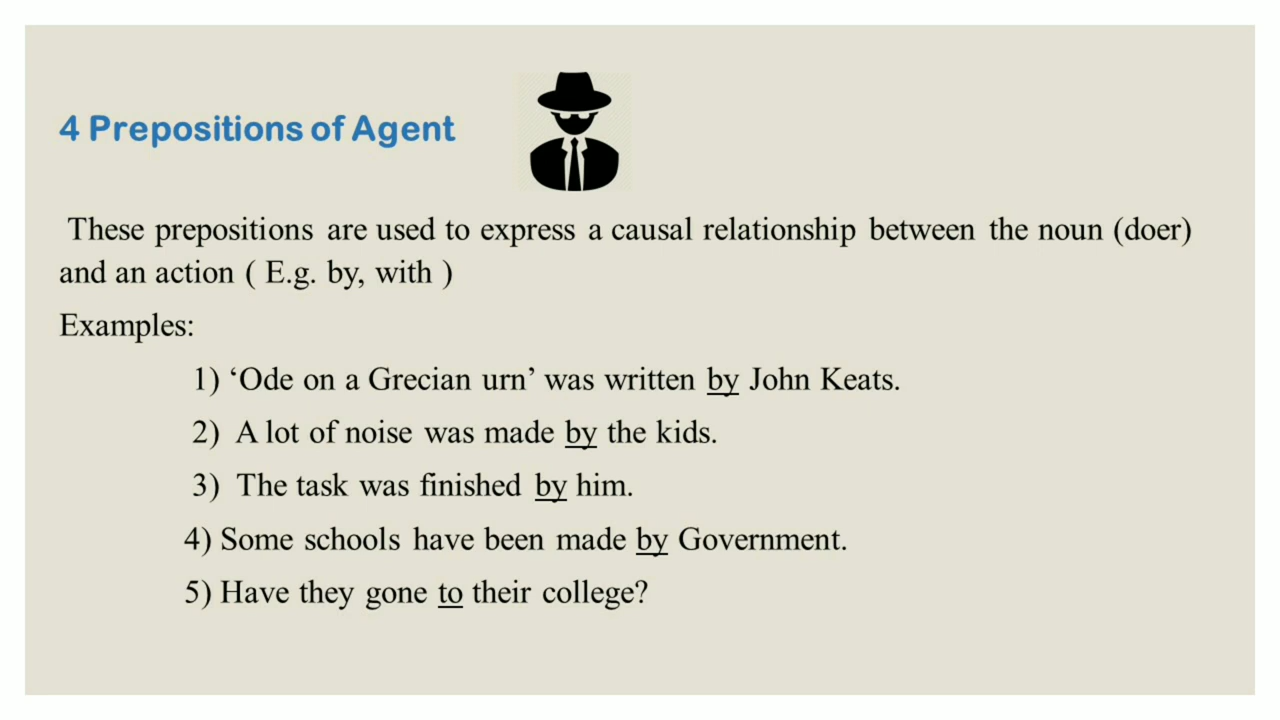 4 Prepositions of Agent
These prepositions are used to express a causal relationship between the noun (doer)
and an action ( E.g. by, with )
Examples:
1) ‘Ode on a Grecian urn’ was written by John Keats.
2) A lot of noise was made by the kids.
3) The task was finished by him.
4) Some schools have been made by Government.
5) Have they gone to their college?